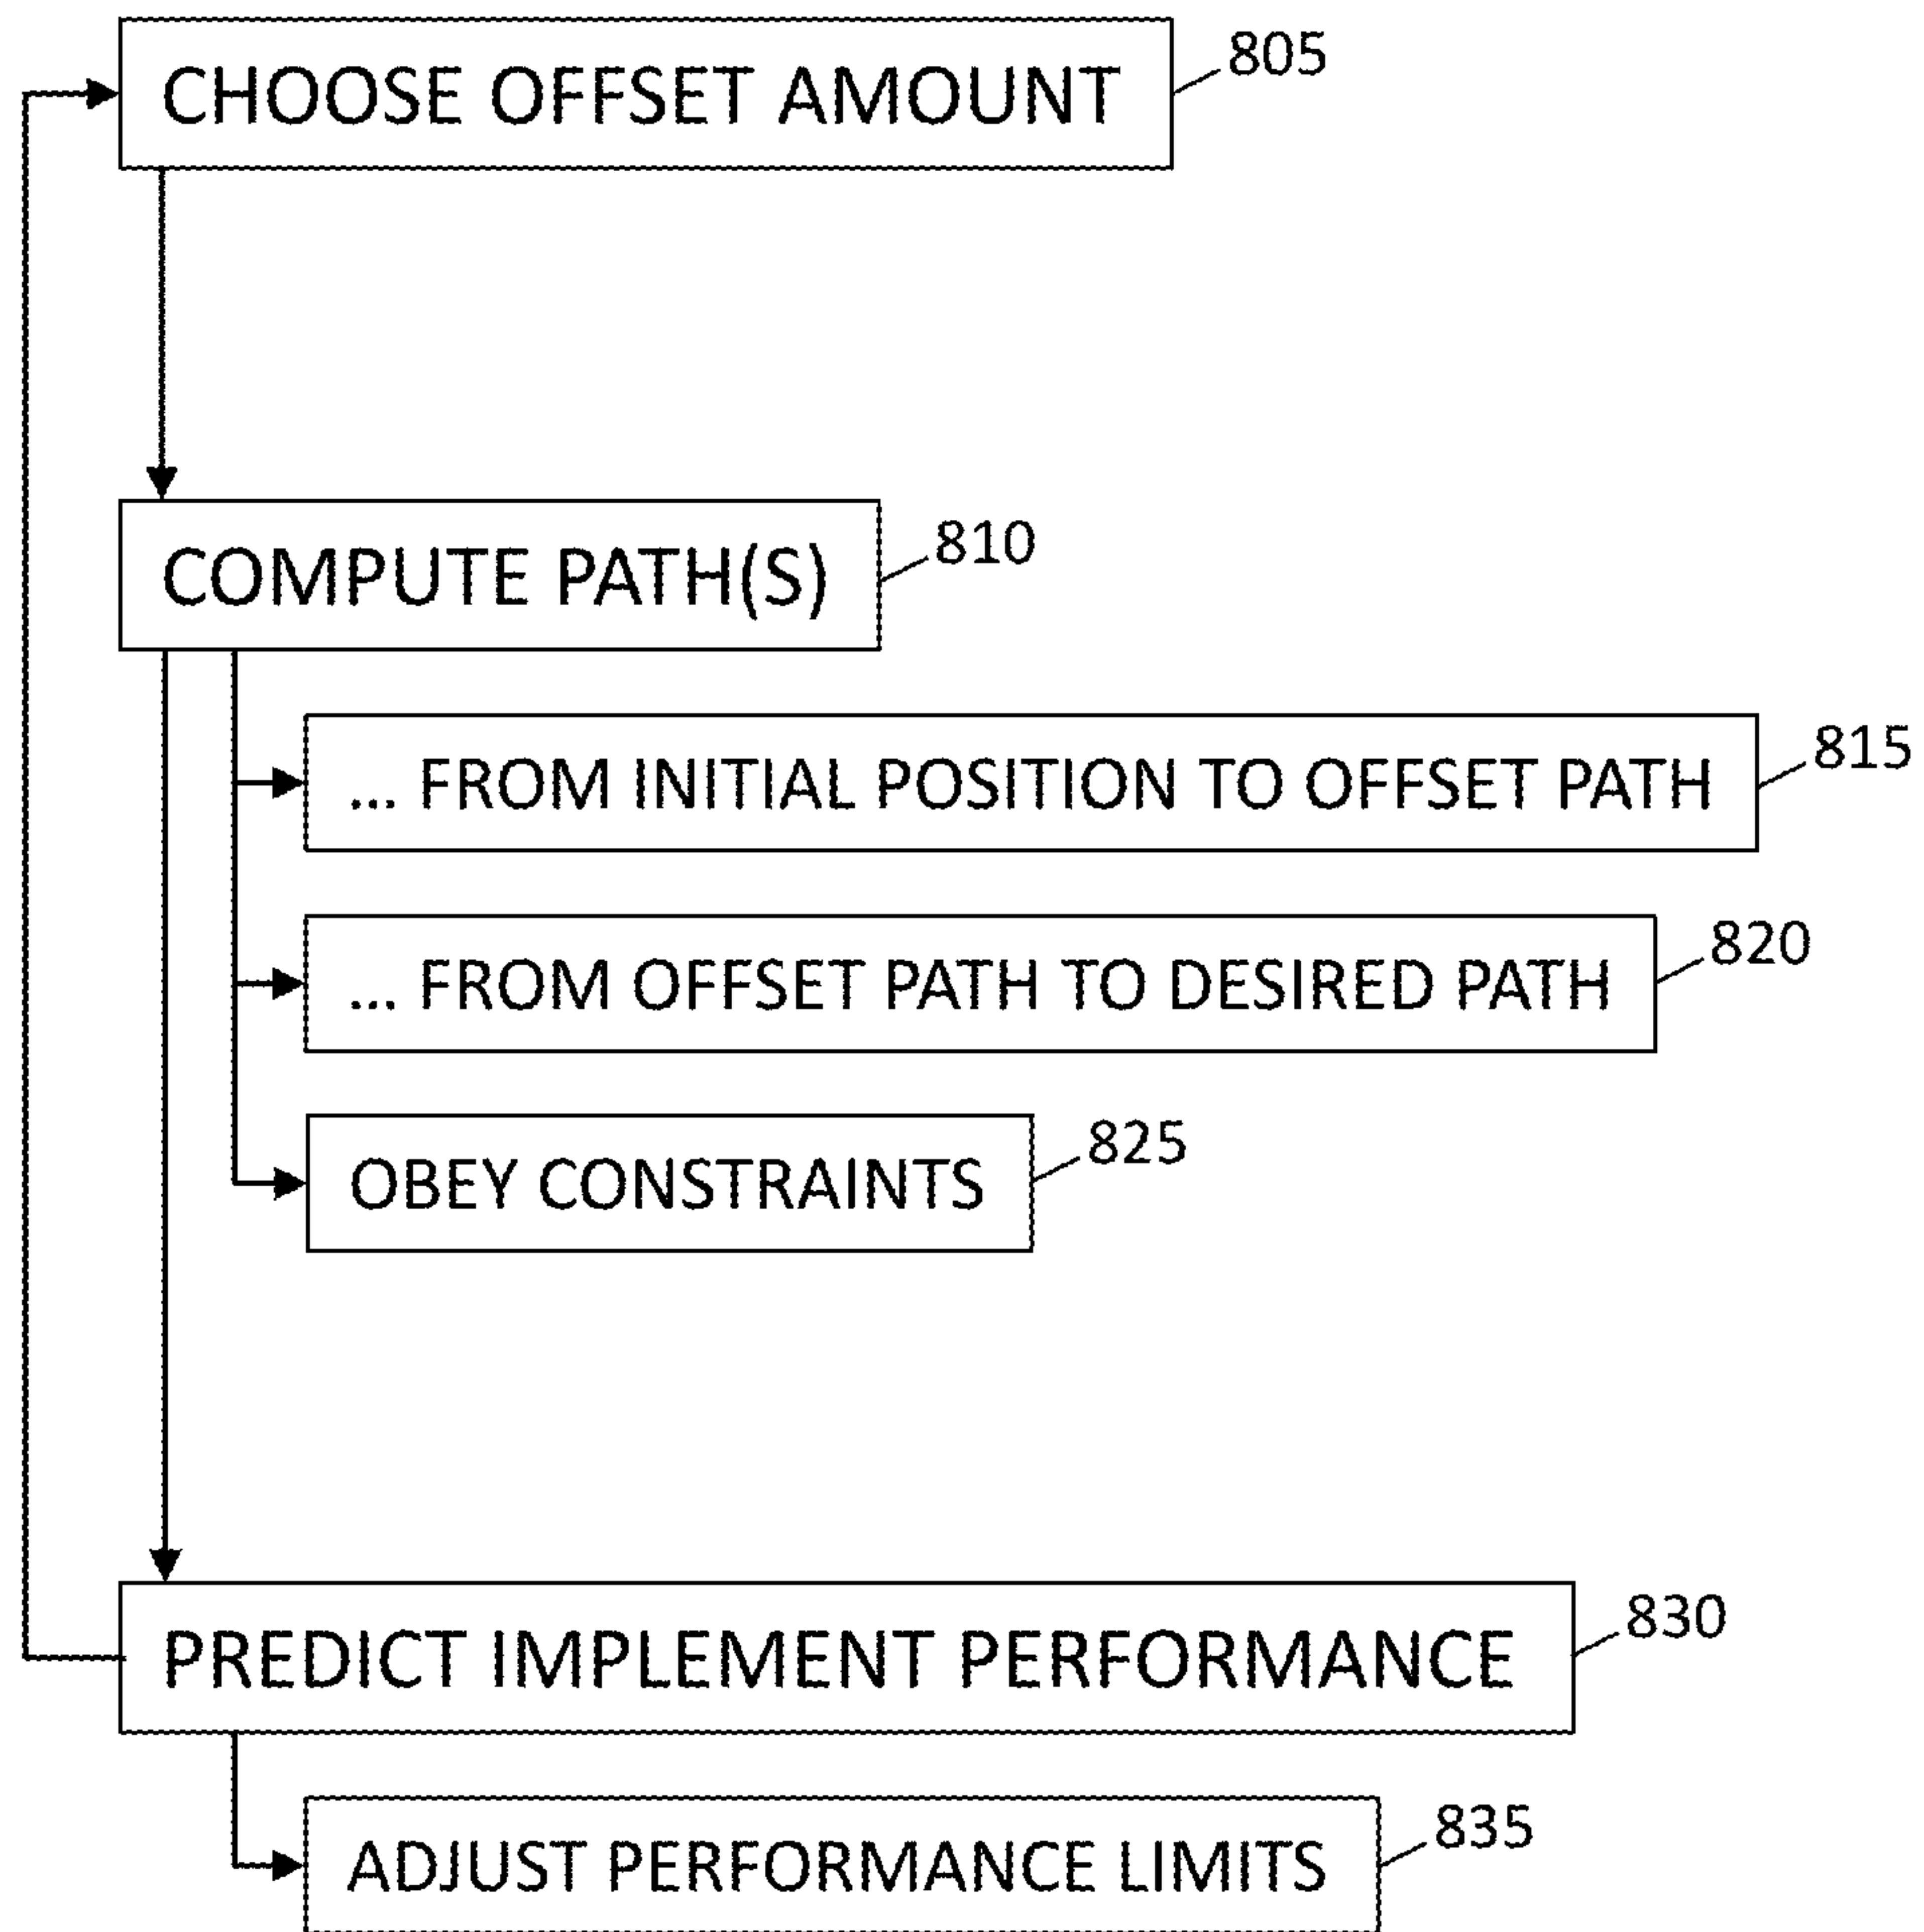 CHOOSE OFFSET AMOUNT
805
COMPUTE PATH(S)
810
... FROM INITIAL POSITION TO OFFSET PATH
815
... FROM OFFSET PATH TO DESIRED PATH
820
OBEY CONSTRAINTS
825
PREDICT IMPLEMENT PERFORMANCE
830
ADJUST PERFORMANCE LIMITS
835